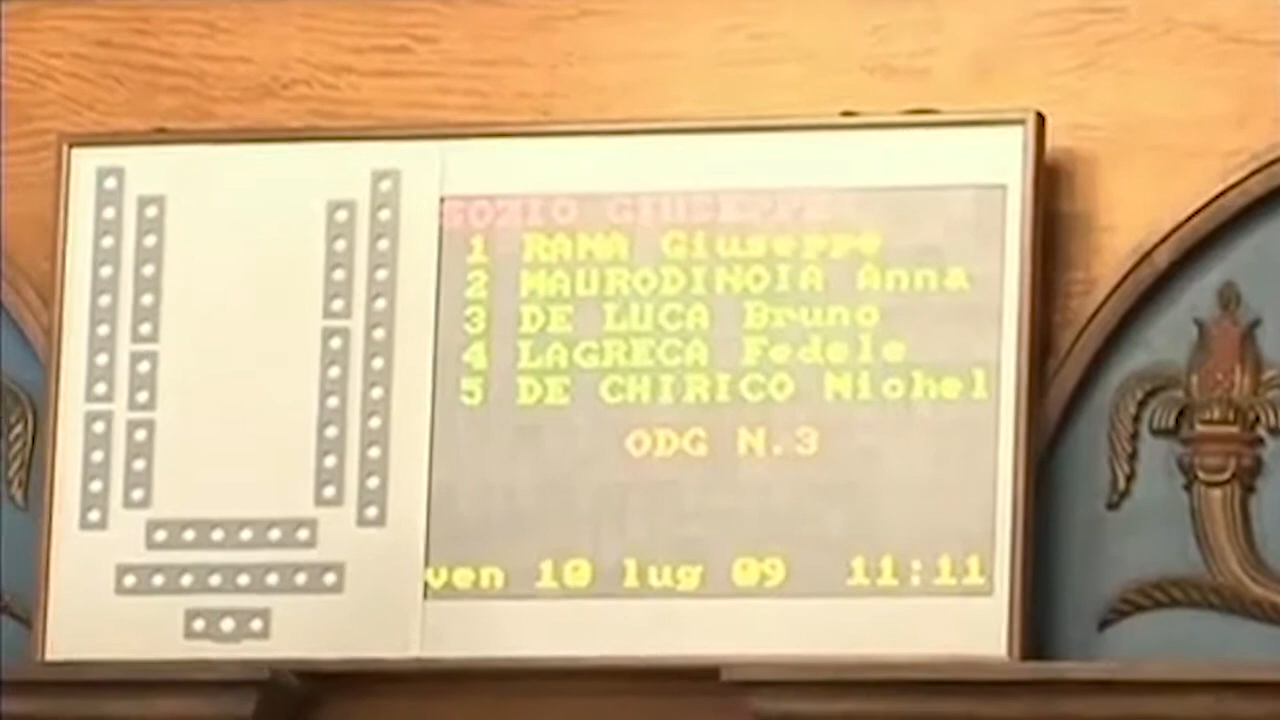 GIUSEPPE
1 RANA Giuseppe
2 MAURODINOIA Anna
3 DE LUCA Bruno
4 LAGRECA Fedele
5 DE CHIRICO Michel
ODG N.3
ven 10 lug 09 11:11